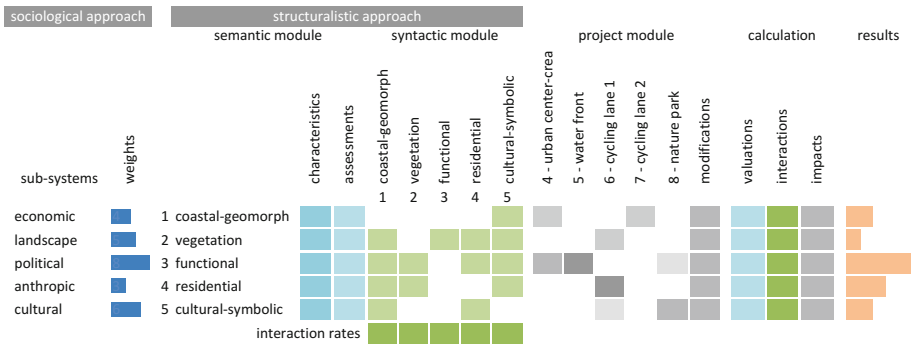 sociological approach
structuralistic approach
semantic module
syntactic module
project module
calculation
results
sub-systems
weights
characteristics
assessments
coastal-geomorph
vegetation
functional
residential
cultural-symbolic
4 - urban center-crea
5 - water front
6 - cycling lane 1
7 - cycling lane 2
8 - nature park
modifications
valuations
interactions
impacts
1 2 3 4 5
economic 1 coastal-geomorph
landscape 2 vegetation
political 3 functional
anthropic 4 residential
cultural 5 cultural-symbolic
interaction rates